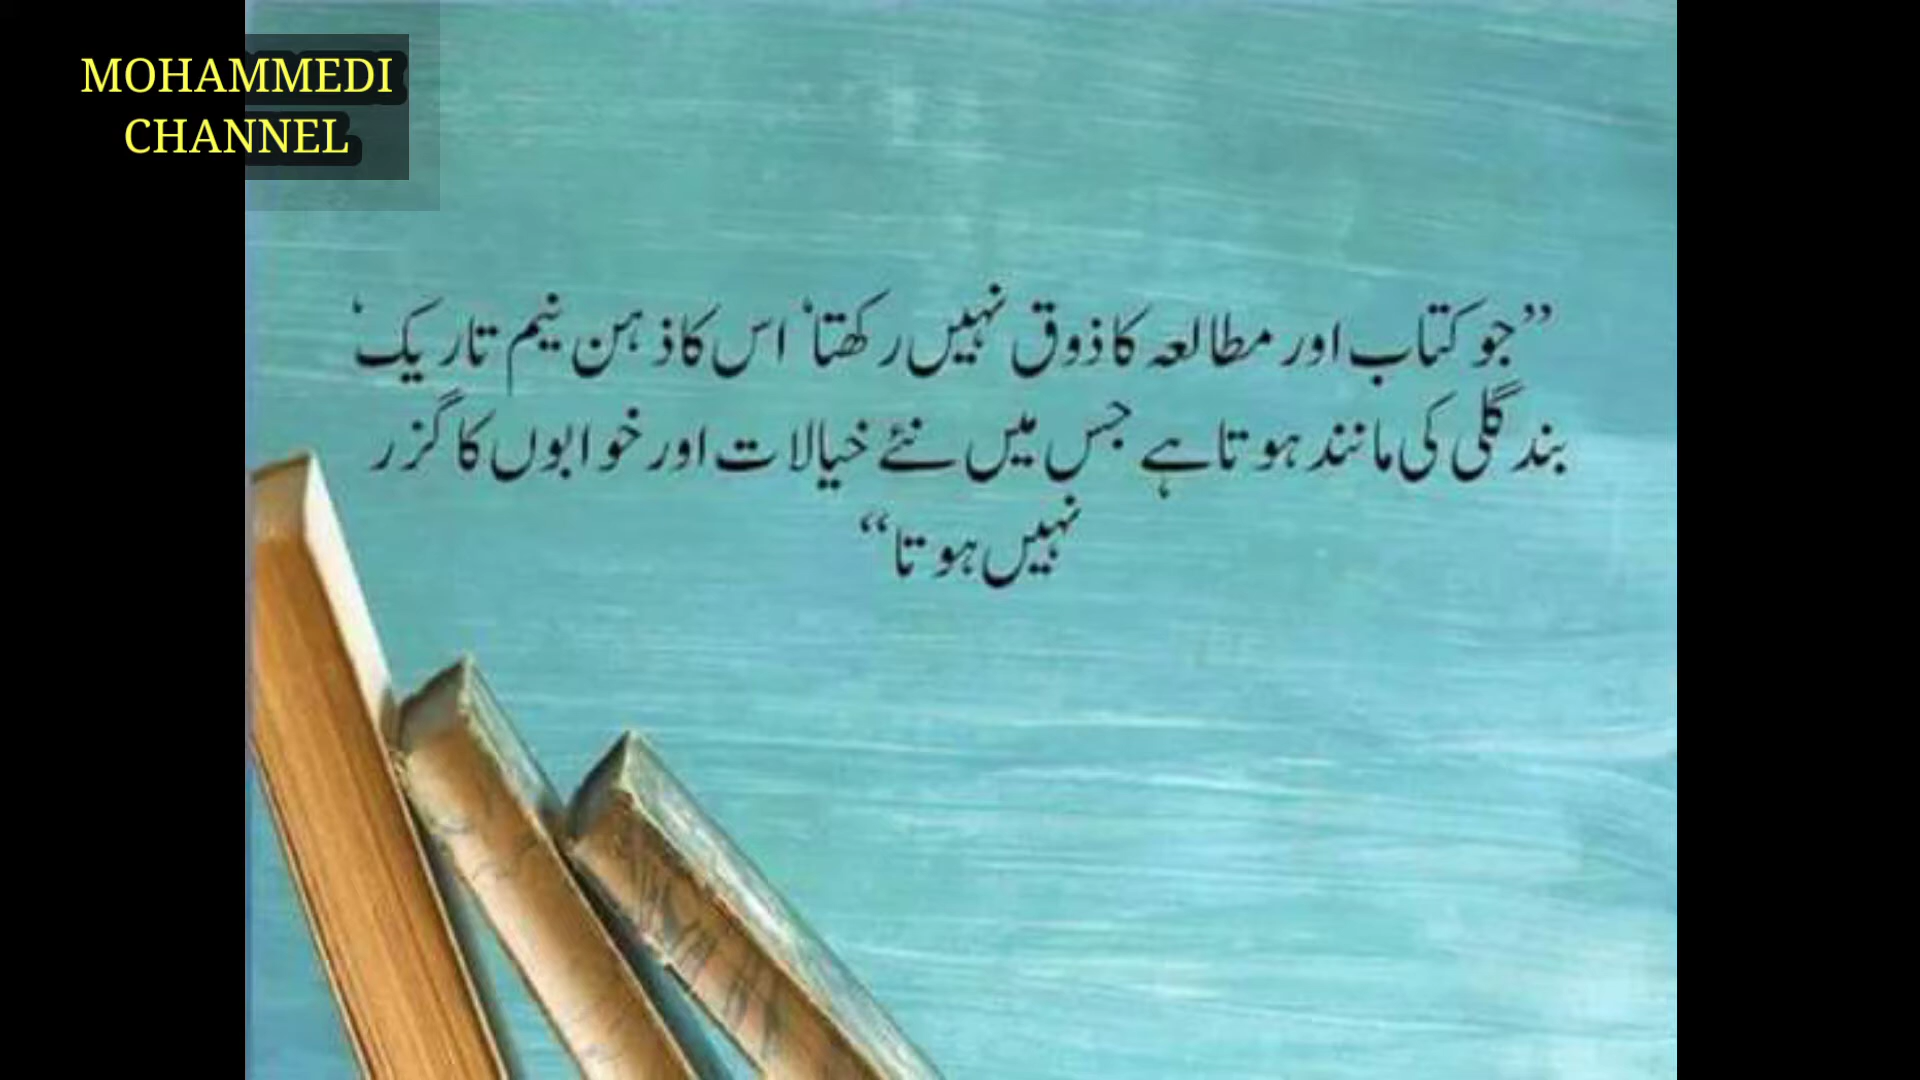 MOHAMMEDI
CHANNEL
”جو کتاب اور مطالعہ کا ذوق نہیں رکھتا‘ اس کا ذہن نیم تاریک‘
بند گلی کی مانند ہوتا ہے جس میں نئے خیالات اور خوابوں کا گزر
نہیں ہوتا“